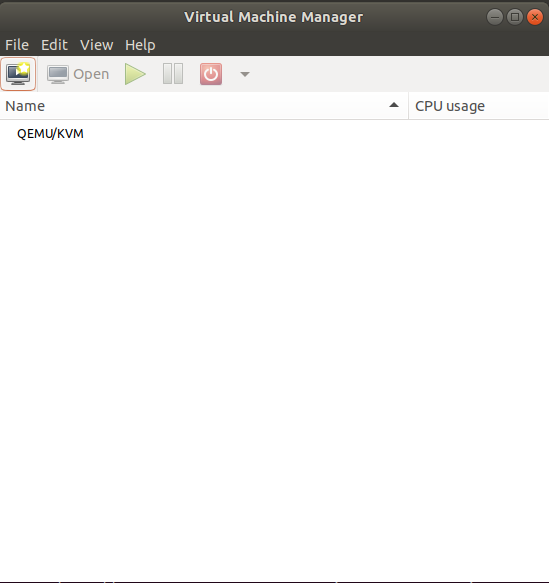 Virtual Machine Manager
File Edit View Help
Open
Name CPU usage
QEMU/KVM